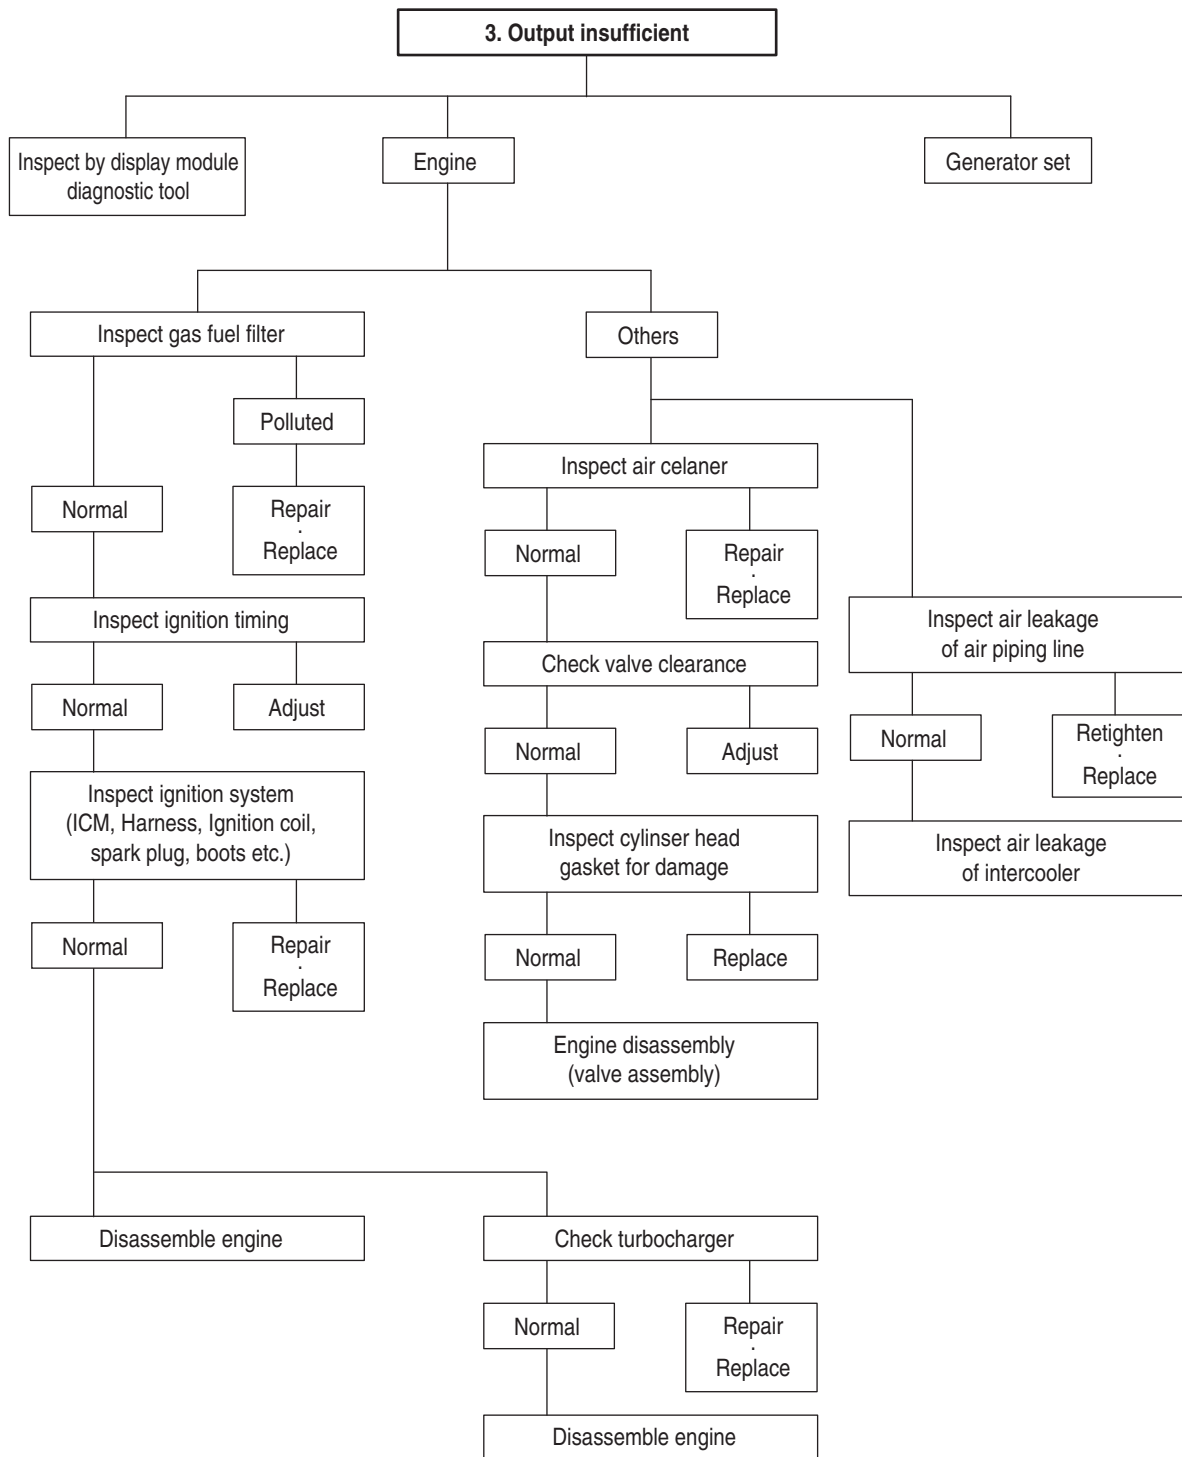 3. Output insufficient
Inspect by display module
diagnostic tool
Engine
Generator set
Inspect gas fuel filter
Others
Polluted
Normal
Repair
·
Replace
Inspect ignition timing
Normal
Adjust
Inspect ignition system
(ICM, Harness, Ignition coil,
spark plug, boots etc.)
Normal
Repair
·
Replace
Inspect air celaner
Normal
Repair
·
Replace
Check valve clearance
Normal
Adjust
Inspect cylinser head
gasket for damage
Normal
Replace
Engine disassembly
(valve assembly)
Inspect air leakage
of air piping line
Normal
Retighten
·
Replace
Inspect air leakage
of intercooler
Disassemble engine
Check turbocharger
Normal
Repair
·
Replace
Disassemble engine